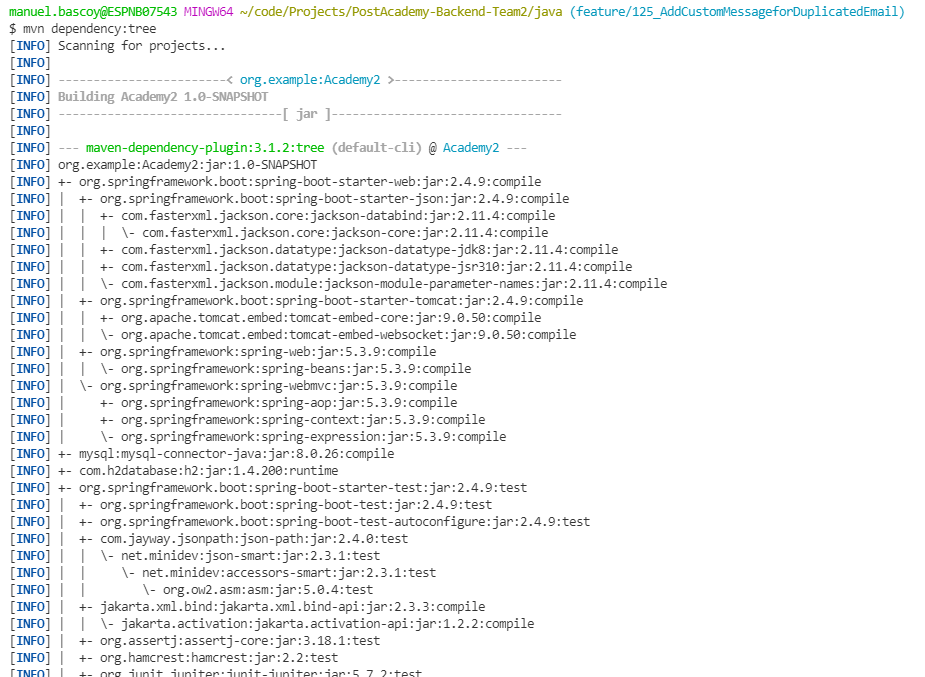 manuel.bascoy@ESPNB07543 MINGW64 ~/code/Projects/PostAcademy-Backend-Team2/java (feature/125_AddCustomMessageforDuplicatedEmail)
$ mvn dependency:tree
[INFO] Scanning for projects...
[INFO]
[INFO] ------------------------< org.example:Academy2 >------------------------
[INFO] Building Academy2 1.0-SNAPSHOT
[INFO] --------------------------------[ jar ]---------------------------------
[INFO]
[INFO] --- maven-dependency-plugin:3.1.2:tree (default-cli) @ Academy2 ---
[INFO] org.example:Academy2:jar:1.0-SNAPSHOT
[INFO] +- org.springframework.boot:spring-boot-starter-web:jar:2.4.9:compile
[INFO] |  +- org.springframework.boot:spring-boot-starter-json:jar:2.4.9:compile
[INFO] |  |  +- com.fasterxml.jackson.core:jackson-databind:jar:2.11.4:compile
[INFO] |  |  |  \- com.fasterxml.jackson.core:jackson-core:jar:2.11.4:compile
[INFO] |  |  +- com.fasterxml.jackson.datatype:jackson-datatype-jdk8:jar:2.11.4:compile
[INFO] |  |  +- com.fasterxml.jackson.datatype:jackson-datatype-jsr310:jar:2.11.4:compile
[INFO] |  |  \- com.fasterxml.jackson.module:jackson-module-parameter-names:jar:2.11.4:compile
[INFO] |  +- org.springframework.boot:spring-boot-starter-tomcat:jar:2.4.9:compile
[INFO] |  |  +- org.apache.tomcat.embed:tomcat-embed-core:jar:9.0.50:compile
[INFO] |  |  \- org.apache.tomcat.embed:tomcat-embed-websocket:jar:9.0.50:compile
[INFO] |  +- org.springframework:spring-web:jar:5.3.9:compile
[INFO] |  |  \- org.springframework:spring-beans:jar:5.3.9:compile
[INFO] |  \- org.springframework:spring-webmvc:jar:5.3.9:compile
[INFO] |     +- org.springframework:spring-aop:jar:5.3.9:compile
[INFO] |     +- org.springframework:spring-context:jar:5.3.9:compile
[INFO] |     \- org.springframework:spring-expression:jar:5.3.9:compile
[INFO] +- mysql:mysql-connector-java:jar:8.0.26:compile
[INFO] +- com.h2database:h2:jar:1.4.200:runtime
[INFO] +- org.springframework.boot:spring-boot-starter-test:jar:2.4.9:test
[INFO] |  +- org.springframework.boot:spring-boot-test:jar:2.4.9:test
[INFO] |  +- org.springframework.boot:spring-boot-test-autoconfigure:jar:2.4.9:test
[INFO] |  +- com.jayway.jsonpath:json-path:jar:2.4.0:test
[INFO] |  |  \- net.minidev:json-smart:jar:2.3.1:test
[INFO] |  |     \- net.minidev:accessors-smart:jar:2.3.1:test
[INFO] |  |        \- org.ow2.asm:asm:jar:5.0.4:test
[INFO] |  +- jakarta.xml.bind:jakarta.xml.bind-api:jar:2.3.3:compile
[INFO] |  |  \- jakarta.activation:jakarta.activation-api:jar:1.2.2:compile
[INFO] |  +- org.assertj:assertj-core:jar:3.18.1:test
[INFO] |  +- org.hamcrest:hamcrest:jar:2.2:test
[INFO] |  +- org.junit.jupiter:junit-jupiter:jar:5.7.2:test